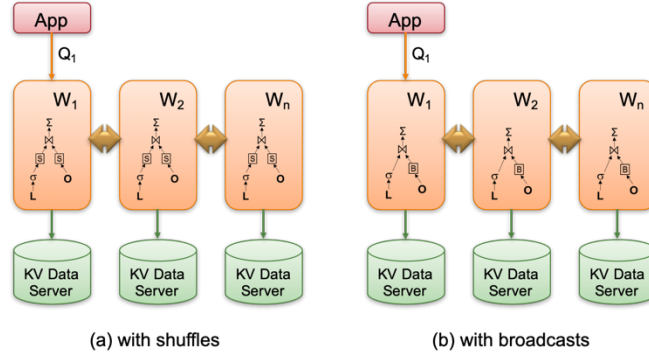 App
Q1
W1
W2
Wn
Σ
⋈
S S
σ
L O
Σ
⋈
S S
σ
L O
Σ
⋈
S S
σ
L O
KV Data
Server
KV Data
Server
KV Data
Server
(a) with shuffles
App
Q1
W1
W2
Wn
Σ
⋈
σ B
L O
Σ
⋈
σ B
L O
Σ
⋈
σ B
L O
KV Data
Server
KV Data
Server
KV Data
Server
(b) with broadcasts